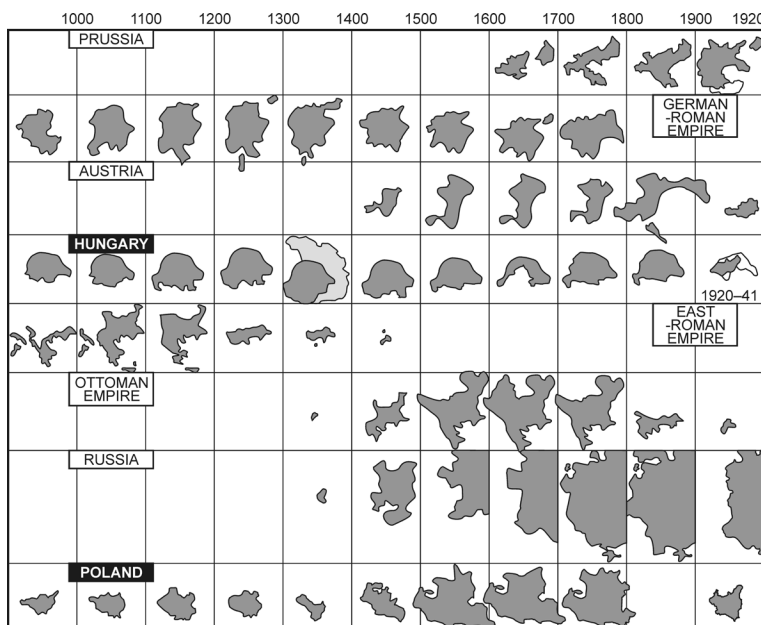 1000 1100 1200 1300 1400 1500 1600 1700 1800 1900 1920
PRUSSIA
GERMAN
-ROMAN
EMPIRE
AUSTRIA
HUNGARY
1920–41
EAST
-ROMAN
EMPIRE
OTTOMAN
EMPIRE
RUSSIA
POLAND